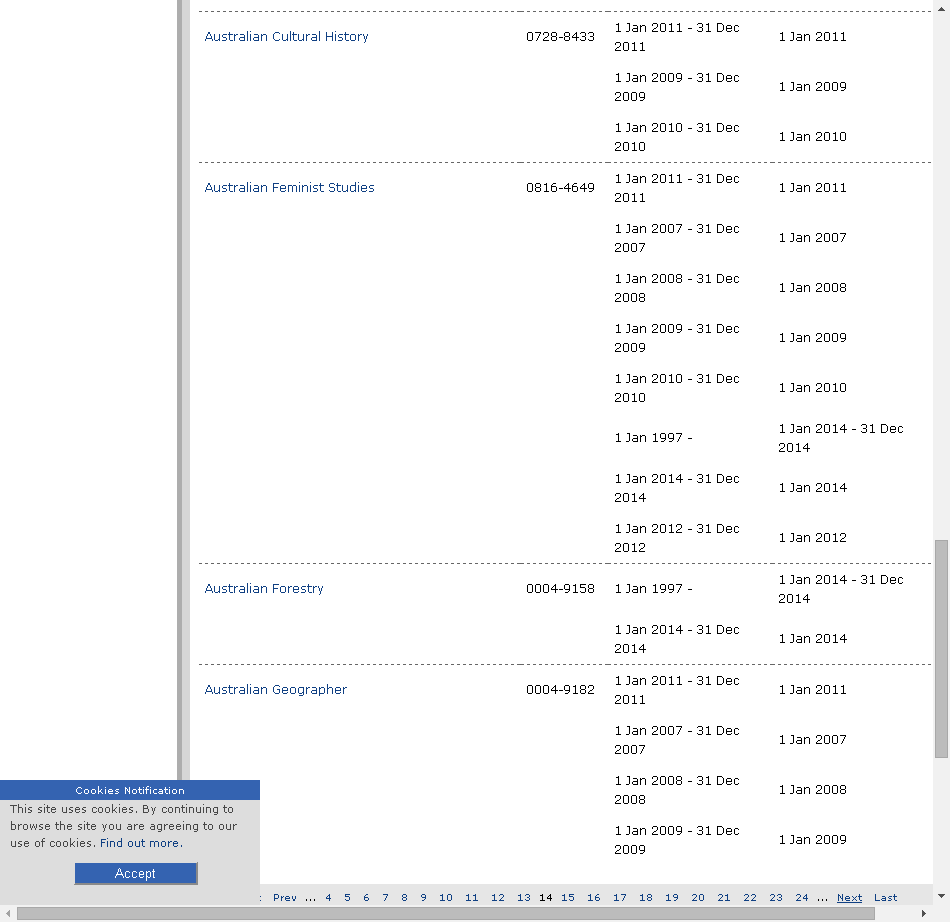 Australian Cultural History 0728-8433 1 Jan 2011 - 31 Dec 2011 1 Jan 2011
1 Jan 2009 - 31 Dec 2009 1 Jan 2009
1 Jan 2010 - 31 Dec 2010 1 Jan 2010
Australian Feminist Studies 0816-4649 1 Jan 2011 - 31 Dec 2011 1 Jan 2011
1 Jan 2007 - 31 Dec 2007 1 Jan 2007
1 Jan 2008 - 31 Dec 2008 1 Jan 2008
1 Jan 2009 - 31 Dec 2009 1 Jan 2009
1 Jan 2010 - 31 Dec 2010 1 Jan 2010
1 Jan 1997 - 1 Jan 2014 - 31 Dec 2014
1 Jan 2014 - 31 Dec 2014 1 Jan 2014
1 Jan 2012 - 31 Dec 2012 1 Jan 2012
Australian Forestry 0004-9158 1 Jan 1997 - 1 Jan 2014 - 31 Dec 2014
1 Jan 2014 - 31 Dec 2014 1 Jan 2014
Australian Geographer 0004-9182 1 Jan 2011 - 31 Dec 2011 1 Jan 2011
1 Jan 2007 - 31 Dec 2007 1 Jan 2007
1 Jan 2008 - 31 Dec 2008 1 Jan 2008
1 Jan 2009 - 31 Dec 2009 1 Jan 2009
Cookies Notification
This site uses cookies. By continuing to
browse the site you are agreeing to our
use of cookies. Find out more.
Accept
Prev ... 4 5 6 7 8 9 10 11 12 13 14 15 16 17 18 19 20 21 22 23 24 ... Next Last